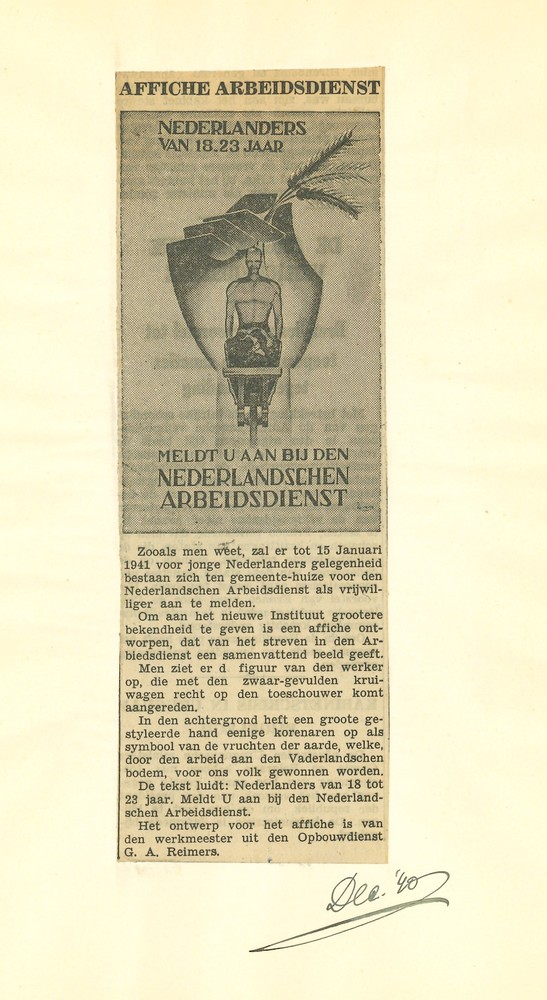 AFFICHE ARBEIDSDIENST
NEDERLANDERS
VAN 18.23 JAAR
MELDT U AAN BIJ DEN
NEDERLANDSCHEN
ARBEIDSDIENST
Zooals men weet, zal er tot 15 Januari
1941 voor jonge Nederlanders gelegenheid
bestaan zich ten gemeente-huize voor den
Nederlandschen Arbeidsdienst als vrijwil-
liger aan te melden.
Om aan het nieuwe Instituut grootere
bekendheid te geven is een affiche ont-
worpen, dat van het streven in den Ar-
biedsdienst een samenvattend beeld geeft.
Men ziet er d figuur van den werker
op, die met den zwaar-gevulden krui-
wagen recht op den toeschouwer komt
aangereden.
In den achtergrond heft een groote ge-
styleerde hand eenige korenaren op als
symbool van de vruchten der aarde, welke,
door den arbeid aan den Vaderlandschen
bodem, voor ons volk gewonnen worden.
De tekst luidt: Nederlanders van 18 tot
23 jaar. Meldt U aan bij den Nederland-
schen Arbeidsdienst.
Het ontwerp voor het affiche is van
den werkmeester uit den Opbouwdienst
G. A. Reimers.
Dec. '40